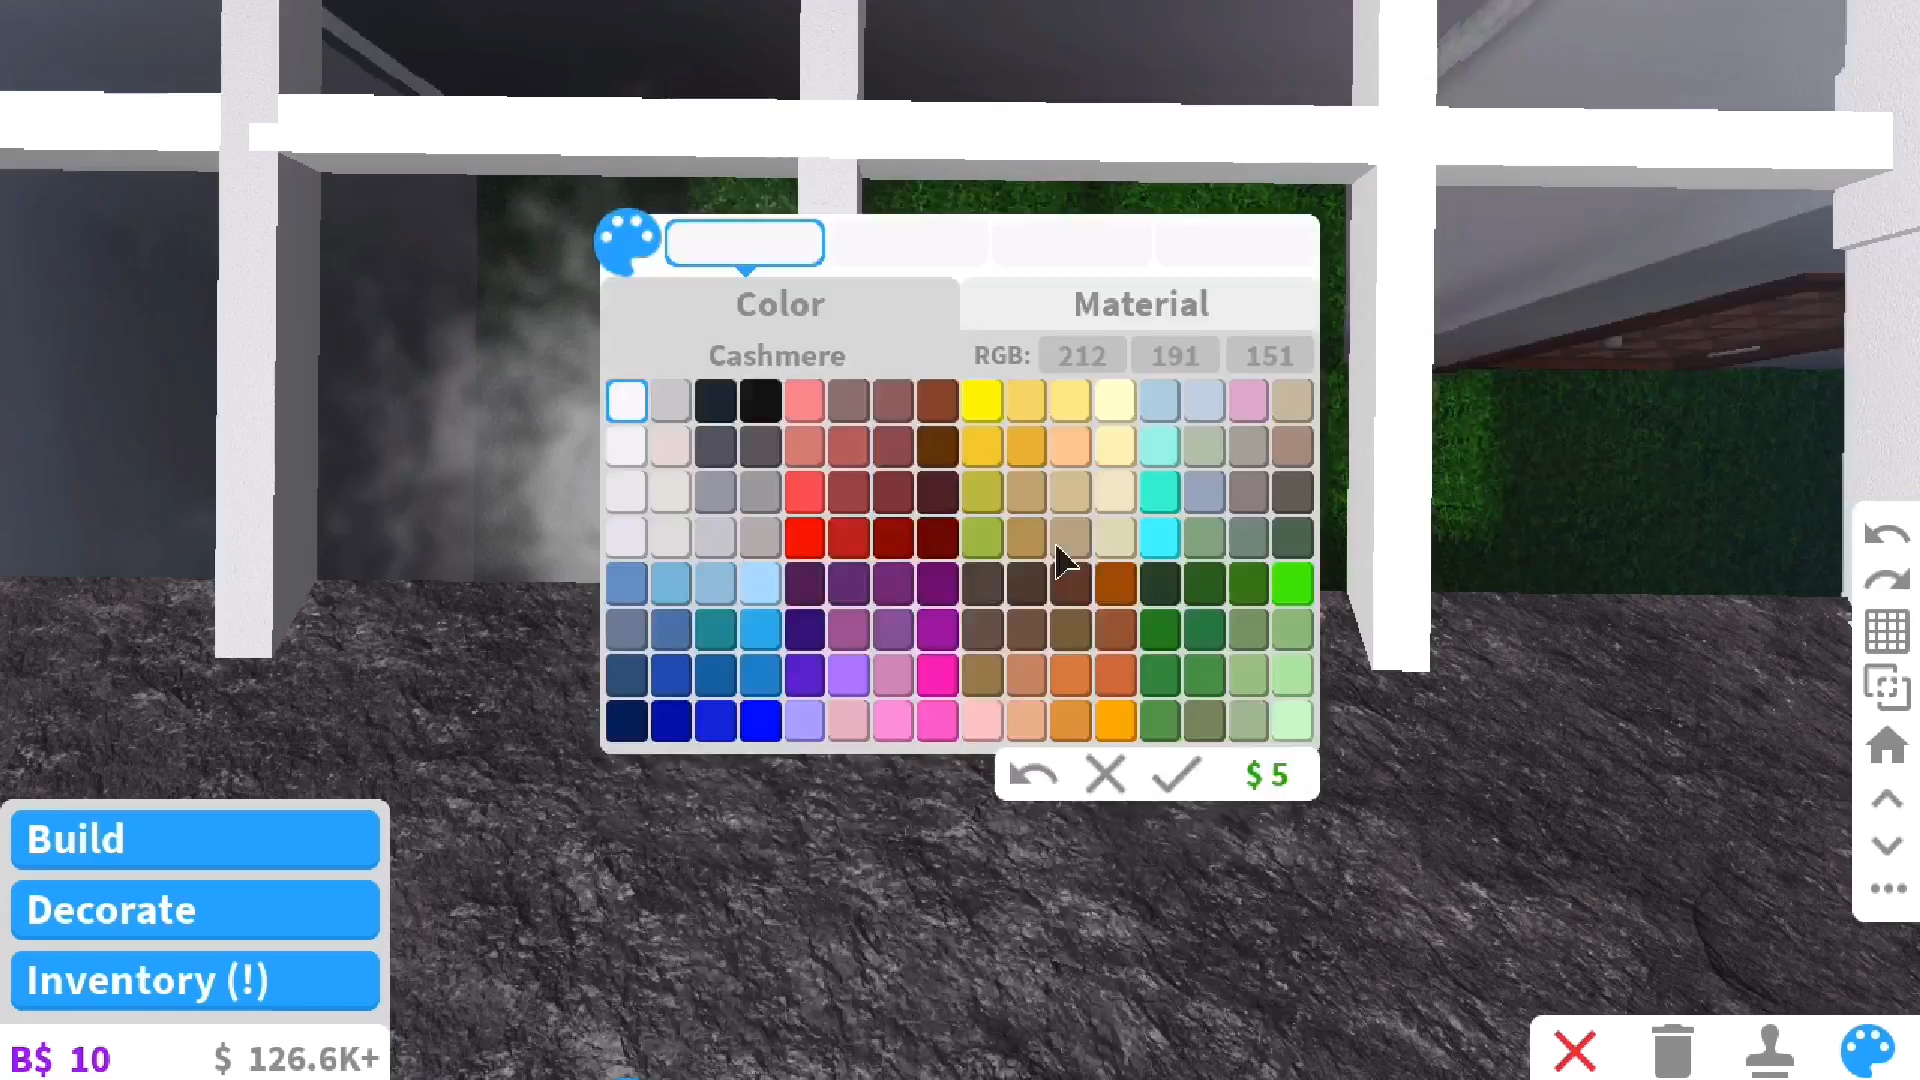 Color
Material
Cashmere
RGB: 212 191 151
$ 5
Build
Decorate
Inventory (!)
B$ 10
$ 126.6K+